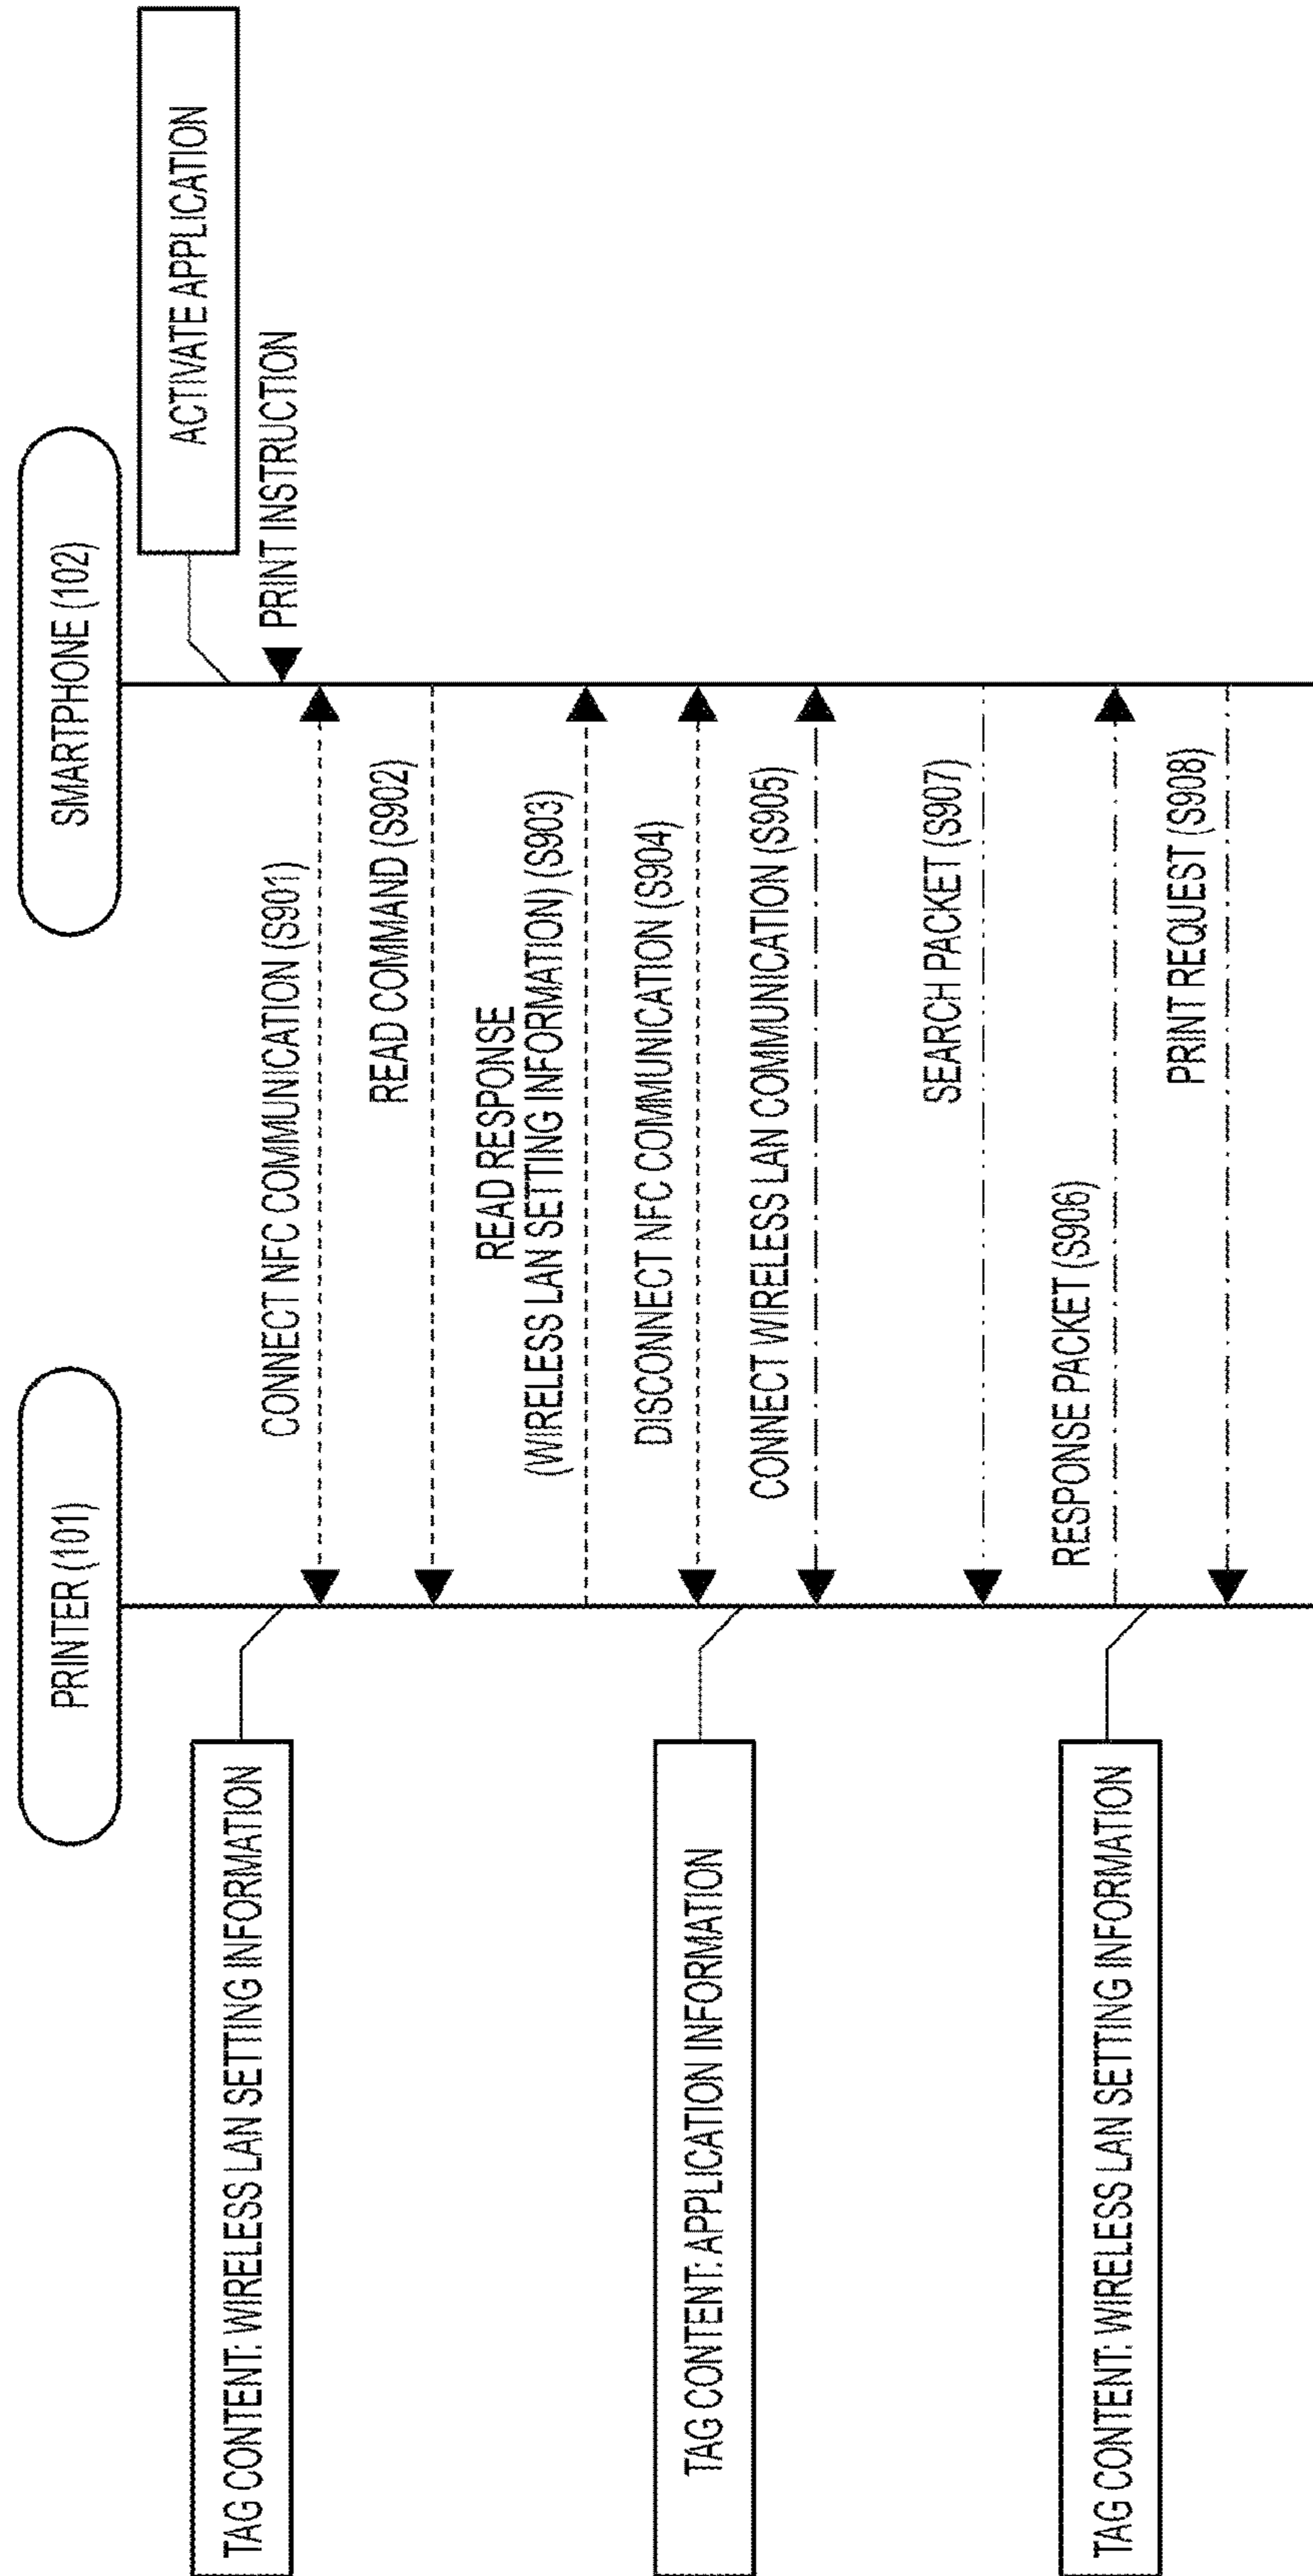 PRINTER (101)
SMARTPHONE (102)
ACTIVATE APPLICATION
TAG CONTENT: WIRELESS LAN SETTING INFORMATION
PRINT INSTRUCTION
CONNECT NFC COMMUNICATION (S901)
READ COMMAND (S902)
READ RESPONSE
(WIRELESS LAN SETTING INFORMATION) (S903)
DISCONNECT NFC COMMUNICATION (S904)
TAG CONTENT: APPLICATION INFORMATION
CONNECT WIRELESS LAN COMMUNICATION (S905)
SEARCH PACKET (S907)
RESPONSE PACKET (S906)
TAG CONTENT: WIRELESS LAN SETTING INFORMATION
PRINT REQUEST (S908)